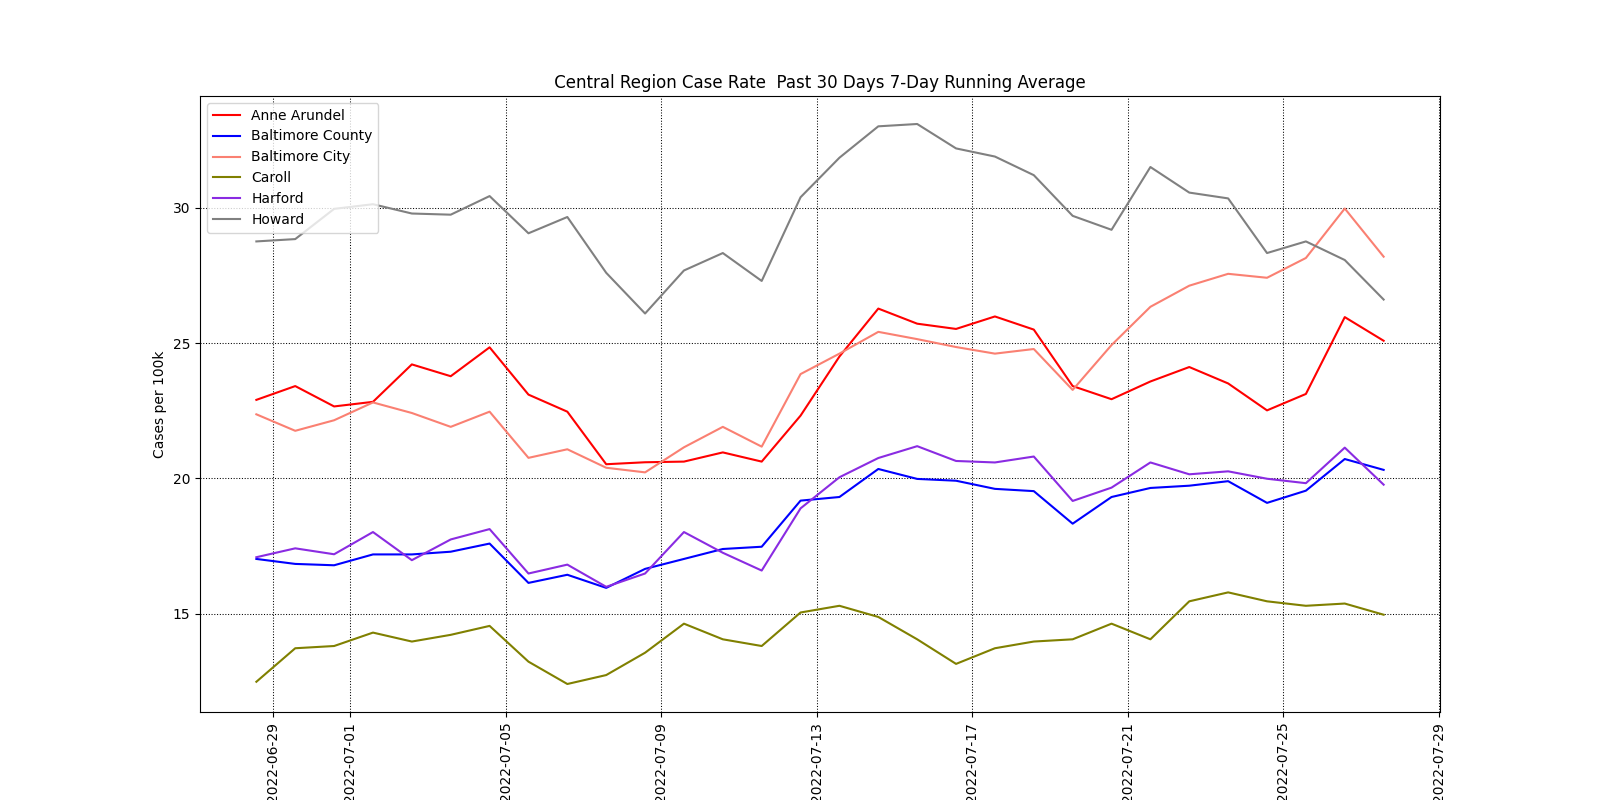 Central Region Case Rate  Past 30 Days 7-Day Running Average
Anne Arundel
Baltimore County
Baltimore City
Caroll
Harford
Howard
Cases per 100k
30
25
20
15
2022-06-29
2022-07-01
2022-07-05
2022-07-09
2022-07-13
2022-07-17
2022-07-21
2022-07-25
2022-07-29